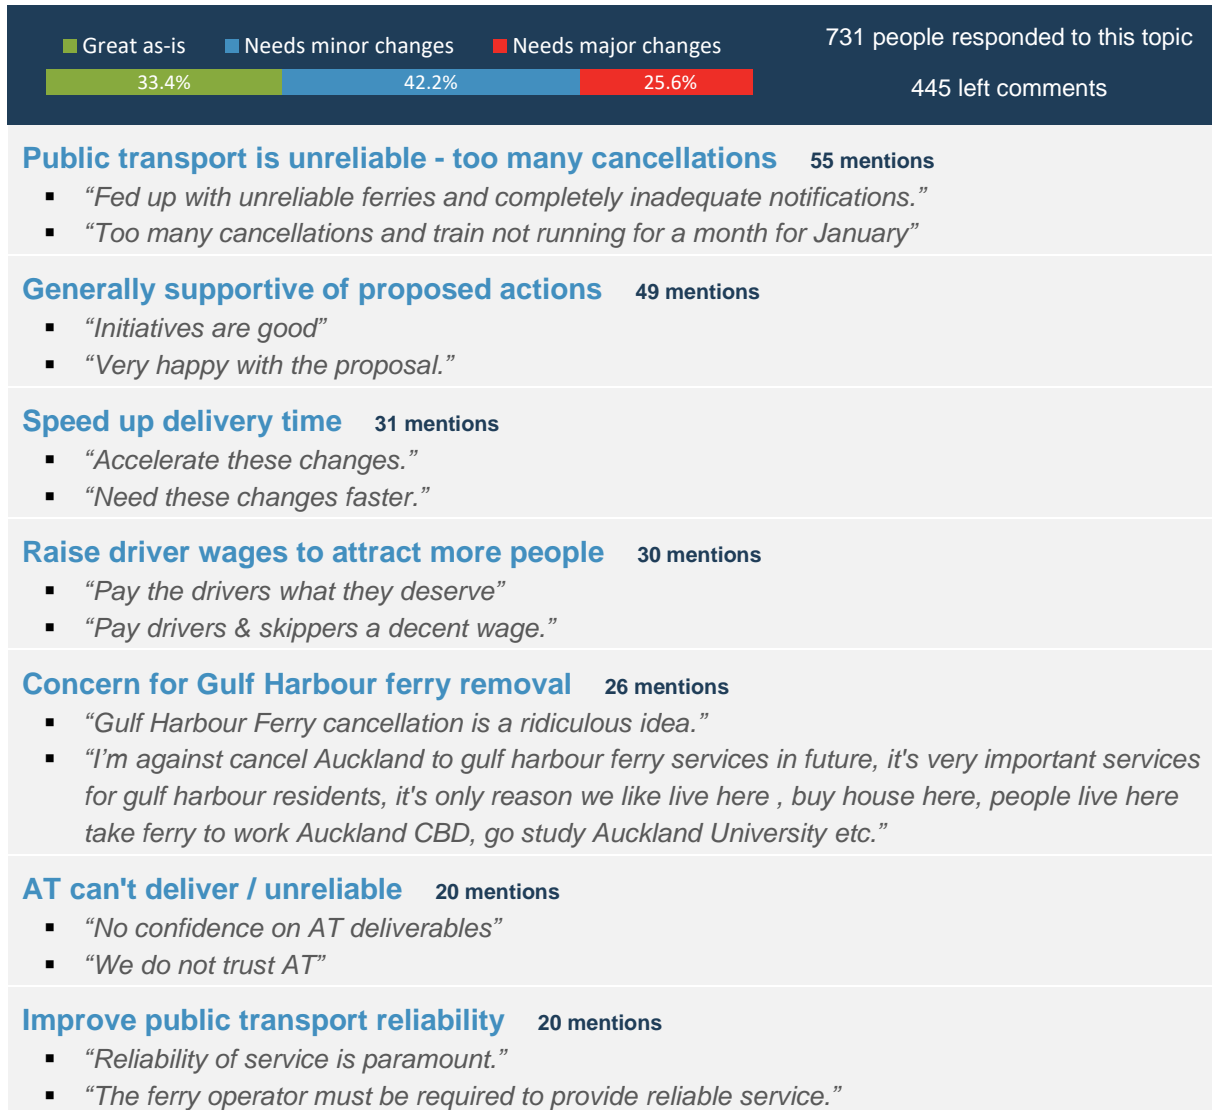 Great as-is Needs minor changes Needs major changes
33.4% 42.2% 25.6%
731 people responded to this topic
445 left comments
Public transport is unreliable - too many cancellations 55 mentions
▪ “Fed up with unreliable ferries and completely inadequate notifications.”
▪ “Too many cancellations and train not running for a month for January”
Generally supportive of proposed actions 49 mentions
▪ “Initiatives are good”
▪ “Very happy with the proposal.”
Speed up delivery time 31 mentions
▪ “Accelerate these changes.”
▪ “Need these changes faster.”
Raise driver wages to attract more people 30 mentions
▪ “Pay the drivers what they deserve”
▪ “Pay drivers & skippers a decent wage.”
Concern for Gulf Harbour ferry removal 26 mentions
▪ “Gulf Harbour Ferry cancellation is a ridiculous idea.”
▪ “I’m against cancel Auckland to gulf harbour ferry services in future, it's very important services
for gulf harbour residents, it's only reason we like live here , buy house here, people live here
take ferry to work Auckland CBD, go study Auckland University etc.”
AT can't deliver / unreliable 20 mentions
▪ “No confidence on AT deliverables”
▪ “We do not trust AT”
Improve public transport reliability 20 mentions
▪ “Reliability of service is paramount.”
▪ “The ferry operator must be required to provide reliable service.”